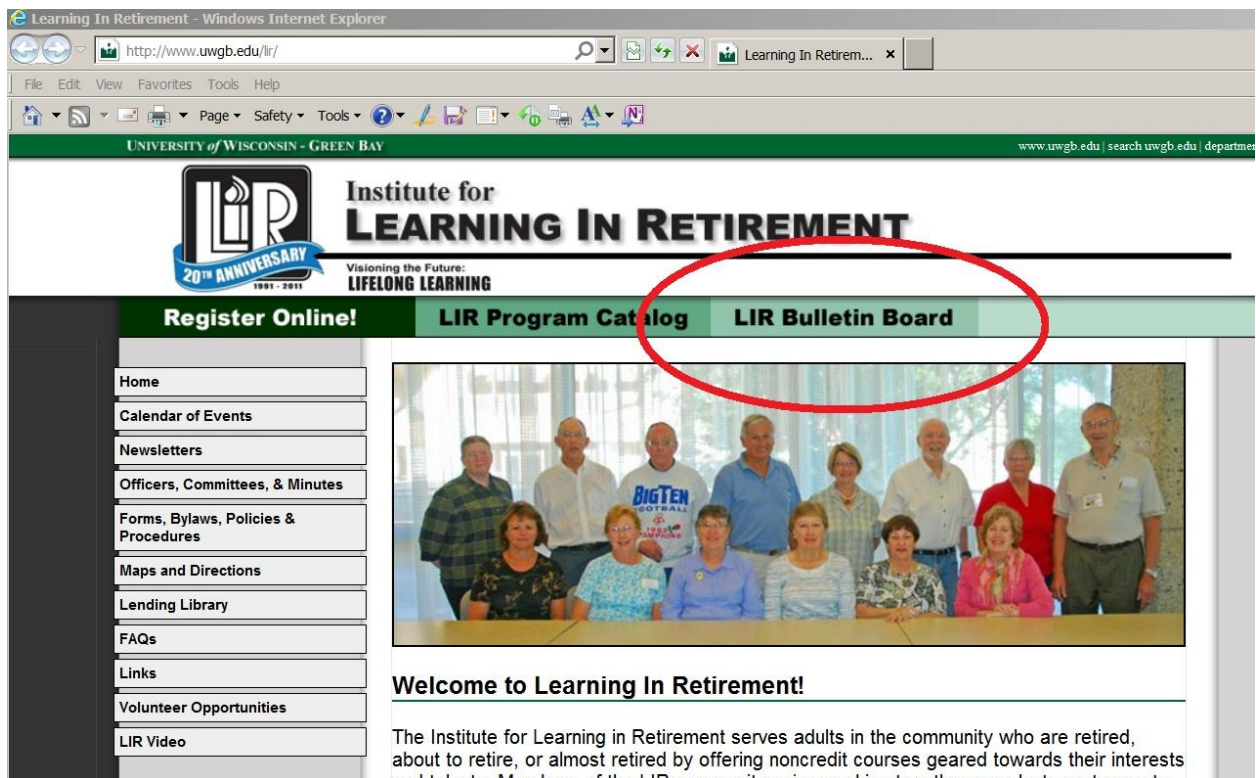 Learning In Retirement - Windows Internet Explorer
http://www.uwgb.edu/lir/
Learning In Retirem...
File Edit View Favorites Tools Help
Page Safety Tools
UNIVERSITY of WISCONSIN - GREEN BAY
www.uwgb.edu | search uwgb.edu |
LIR
20TH ANNIVERSARY
1991 - 2011
Institute for
LEARNING IN RETIREMENT
Visioning the Future:
LIFELONG LEARNING
Register Online!
LIR Program Catalog
LIR Bulletin Board
Home
Calendar of Events
Newsletters
Officers, Committees, & Minutes
Forms, Bylaws, Policies &
Procedures
Maps and Directions
Lending Library
FAQs
Links
Volunteer Opportunities
LIR Video
BIG TEN
FOOTBALL
CHAMPIONS
Welcome to Learning In Retirement!
The Institute for Learning in Retirement serves adults in the community who are retired,
about to retire, or almost retired by offering noncredit courses geared towards their interests